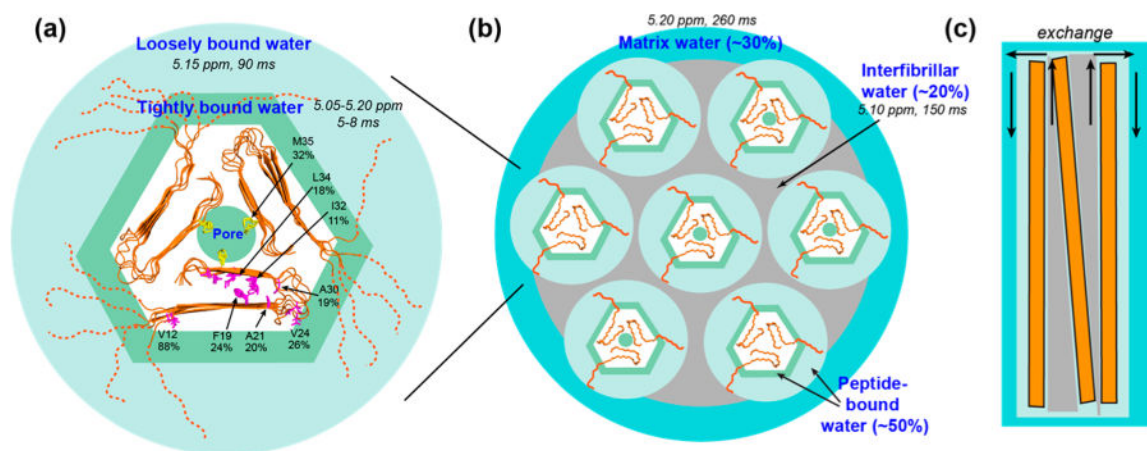 (a)
Loosely bound water
5.15 ppm, 90 ms
Tightly bound water
5.05-5.20 ppm
5-8 ms
M35
32%
L34
18%
I32
11%
Pore
A30
19%
V12
88%
F19
24%
A21
20%
V24
26%
(b)
5.20 ppm, 260 ms
Matrix water (~30%)
Interfibrillar
water (~20%)
5.10 ppm, 150 ms
Peptide-
bound
water (~50%)
(c)
exchange